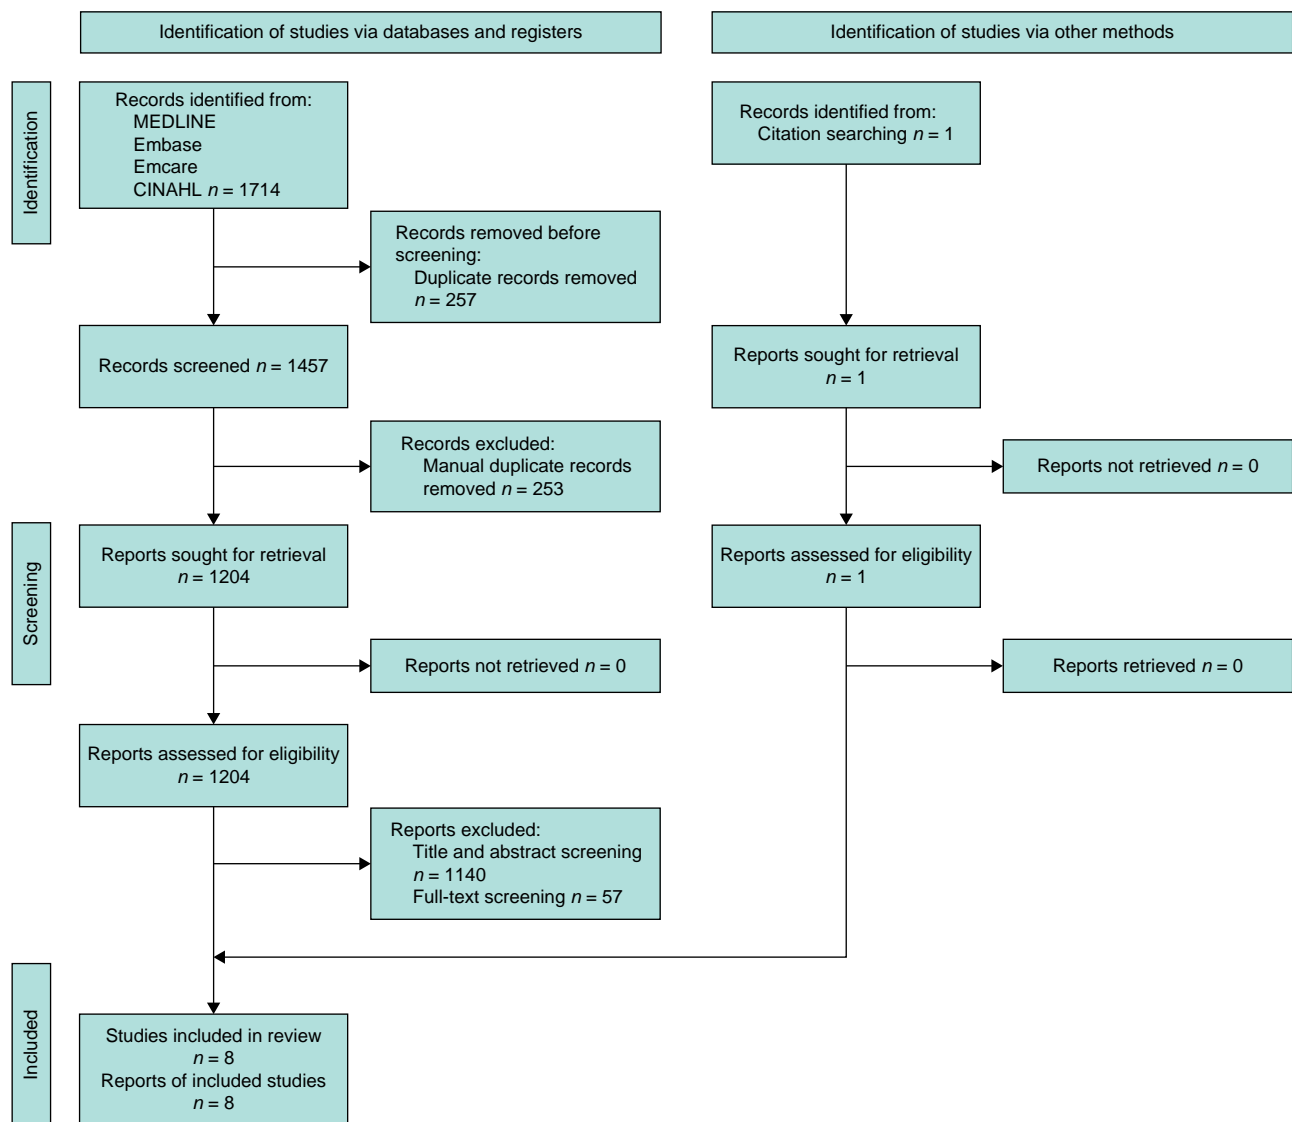 Identification of studies via databases and registers
Identification of studies via other methods
Identification
Records identified from:
MEDLINE
Embase
Emcare
CINAHL n = 1714
Records identified from:
Citation searching n = 1
Records removed before
screening:
Duplicate records removed
n = 257
Records screened n = 1457
Reports sought for retrieval
n = 1
Records excluded:
Manual duplicate records
removed n = 253
Reports not retrieved n = 0
Screening
Reports sought for retrieval
n = 1204
Reports assessed for eligibility
n = 1
Reports not retrieved n = 0
Reports retrieved n = 0
Reports assessed for eligibility
n = 1204
Reports excluded:
Title and abstract screening
n = 1140
Full-text screening n = 57
Included
Studies included in review
n = 8
Reports of included studies
n = 8